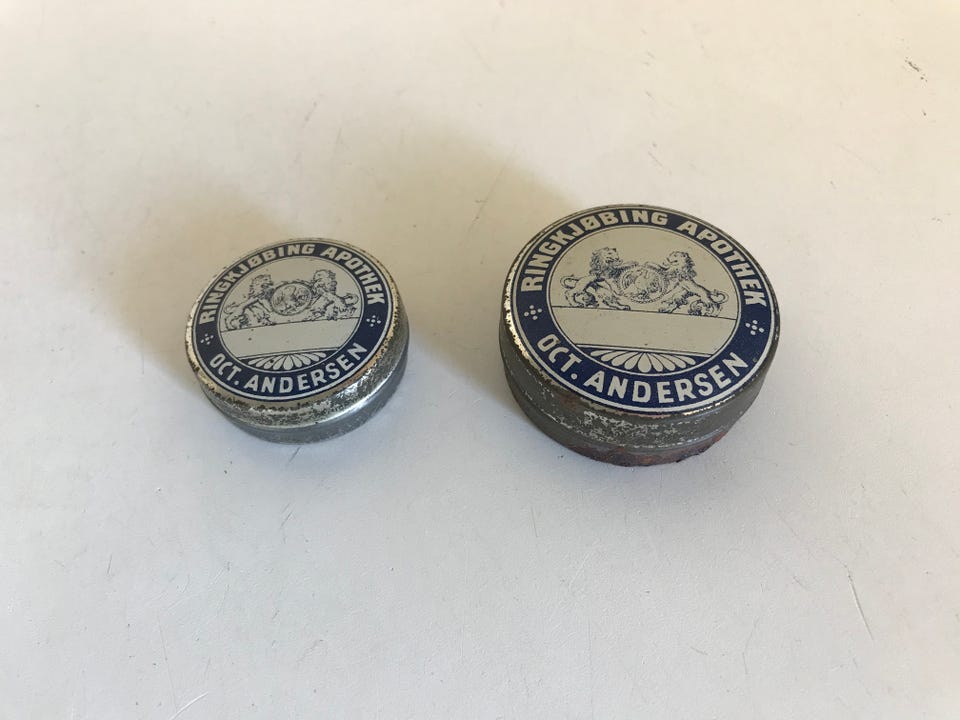 RINGKJØBING APOTHEK
OCT. ANDERSEN
RINGKJØBING APOTHEK
OCT. ANDERSEN